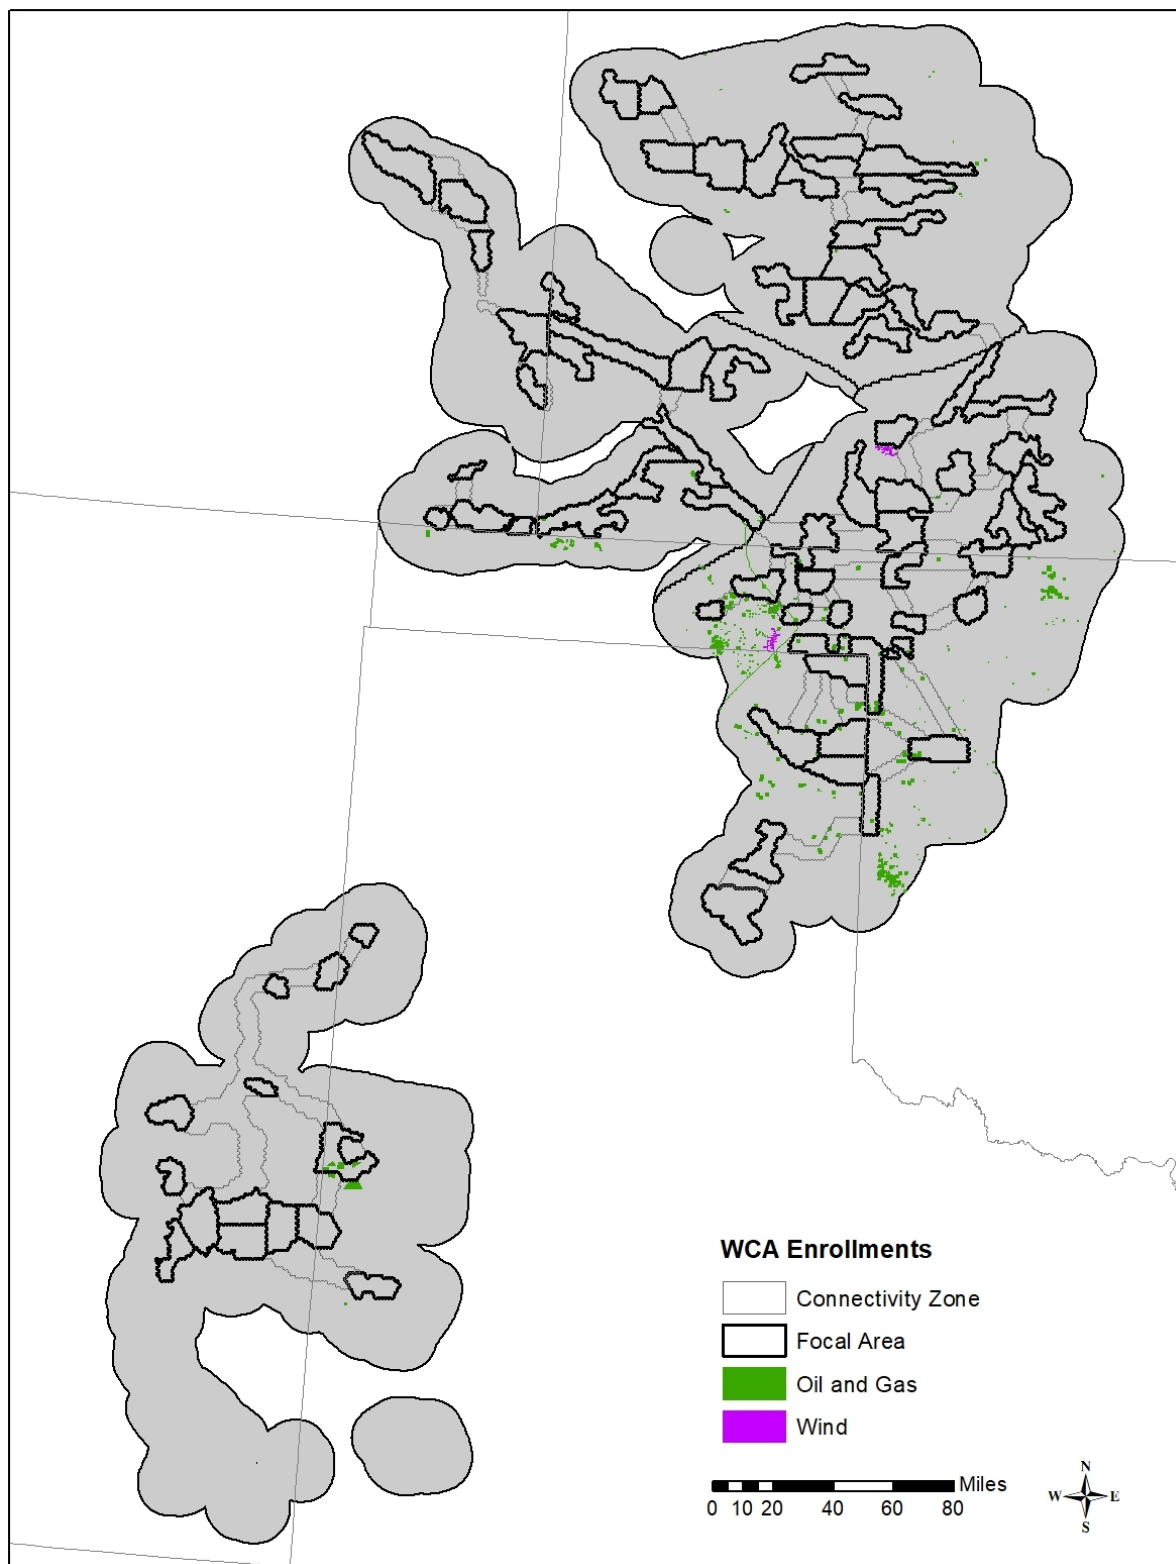 WCA Enrollments
Connectivity Zone
Focal Area
Oil and Gas
Wind
Miles
0 10 20 40 60 80
N
W E
S